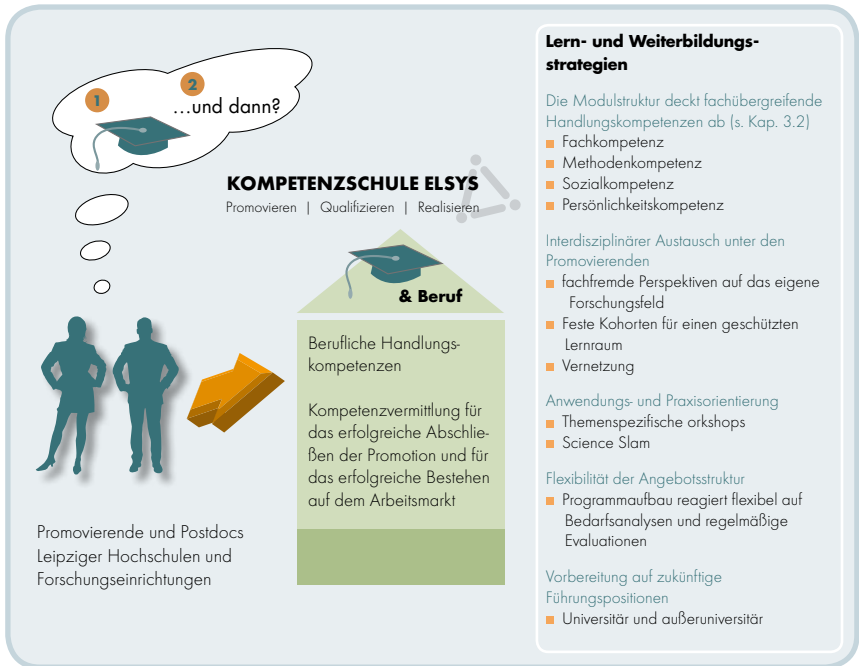 1
2
...und dann?
KOMPETENZSCHULE ELSYS
Promovieren | Qualifizieren | Realisieren
& Beruf
Berufliche Handlungs-
kompetenzen
Kompetenzvermittlung für
das erfolgreiche Abschlie-
ßen der Promotion und für
das erfolgreiche Bestehen
auf dem Arbeitsmarkt
Promovierende und Postdocs
Leipziger Hochschulen und
Forschungseinrichtungen
Lern- und Weiterbildungs-
strategien
Die Modulstruktur deckt fachübergreifende
Handlungskompetenzen ab (s. Kap. 3.2)
Fachkompetenz
Methodenkompetenz
Sozialkompetenz
Persönlichkeitskompetenz
Interdisziplinärer Austausch unter den
Promovierenden
fachfremde Perspektiven auf das eigene
Forschungsfeld
Feste Kohorten für einen geschützten
Lernraum
Vernetzung
Anwendungs- und Praxisorientierung
Themenspezifische orkshops
Science Slam
Flexibilität der Angebotsstruktur
Programmaufbau reagiert flexibel auf
Bedarfsanalysen und regelmäßige
Evaluationen
Vorbereitung auf zukünftige
Führungspositionen
Universitär und außeruniversitär